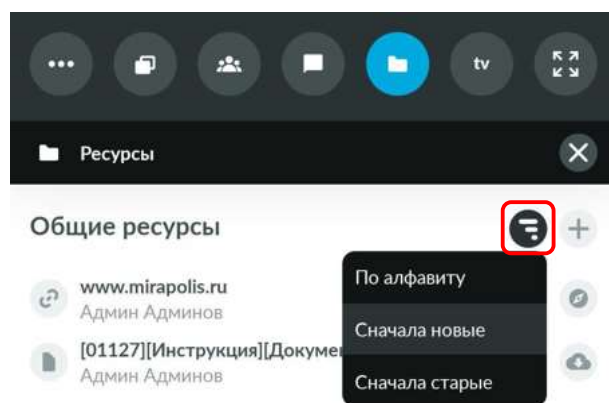 tv
Ресурсы
Общие ресурсы
www.mirapolis.ru
Админ Админов
[01127][Инструкция][Докуме
Админ Админов
По алфавиту
Сначала новые
Сначала старые